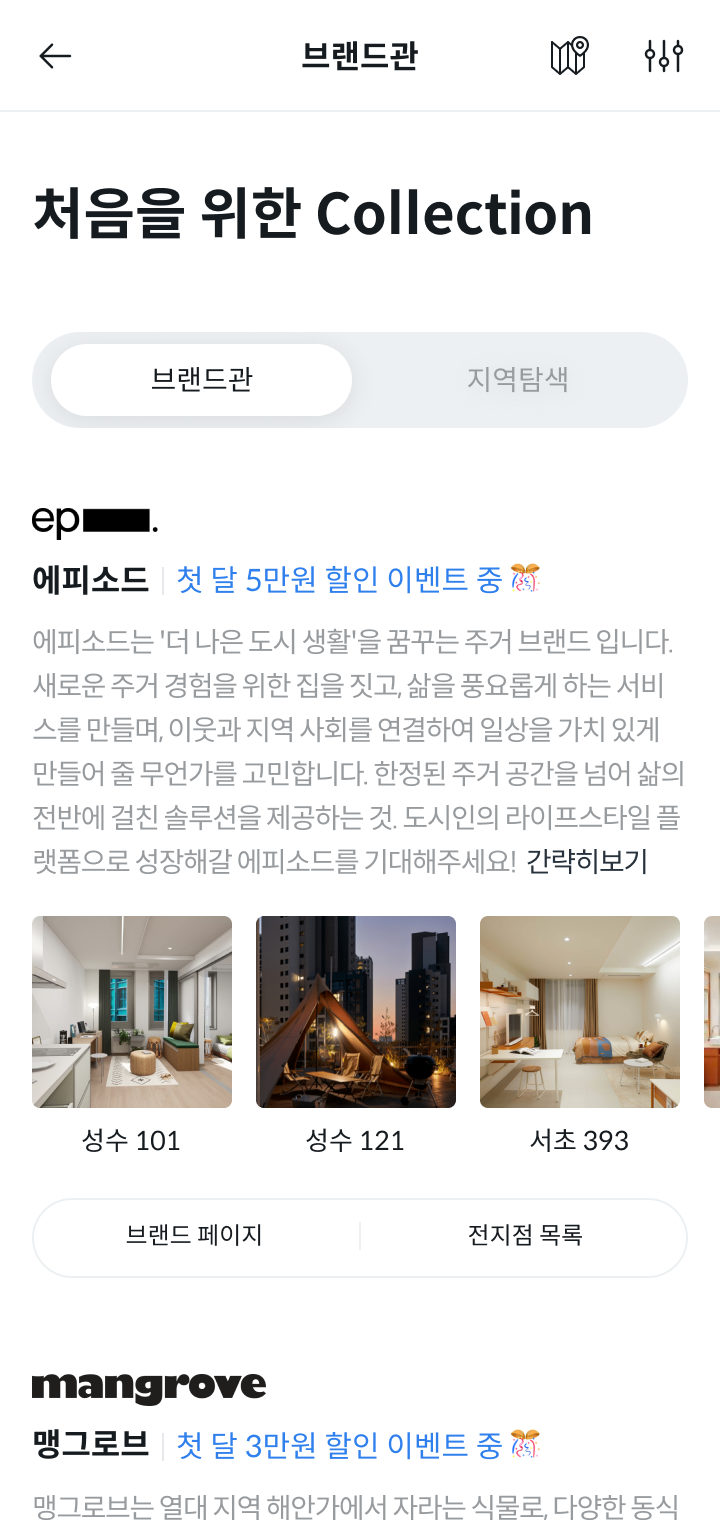 브랜드관
처음을 위한 Collection
브랜드관
지역탐색
ep
에피소드 첫 달 5만원 할인 이벤트 중
에피소드는 '더 나은 도시 생활'을 꿈꾸는 주거 브랜드 입니다.
새로운 주거 경험을 위한 집을 짓고, 삶을 풍요롭게 하는 서비
스를 만들며, 이웃과 지역 사회를 연결하여 일상을 가치 있게
만들어 줄 무언가를 고민합니다. 한정된 주거 공간을 넘어 삶의
전반에 걸친 솔루션을 제공하는 것. 도시인의 라이프스타일 플
랫폼으로 성장해갈 에피소드를 기대해주세요! 간략히보기
성수 101
성수 121
서초 393
브랜드 페이지
전지점 목록
mangrove
맹그로브 첫 달 3만원 할인 이벤트 중
맹그로브는 열대 지역 해안가에서 자라는 식물로, 다양한 동식